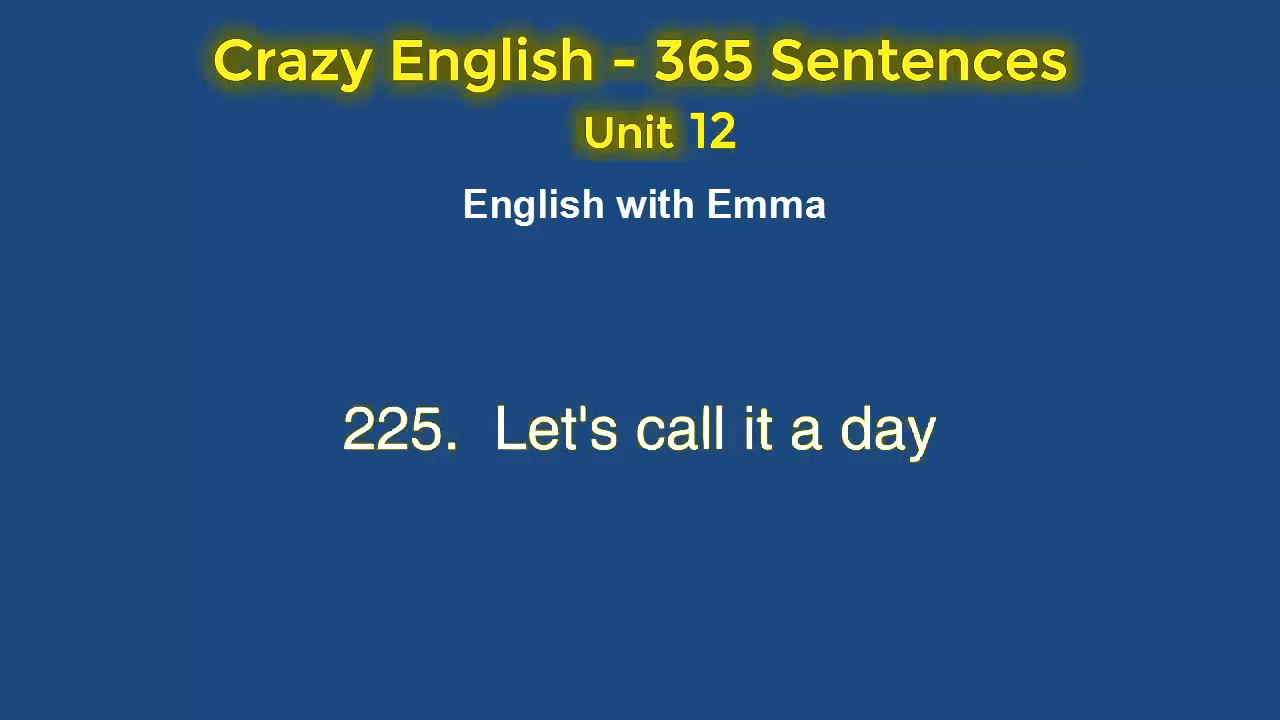 Crazy English - 365 Sentences
Unit 12
English with Emma
225. Let's call it a day